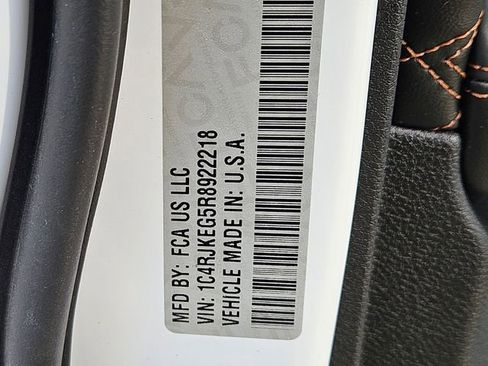 MFD BY: FCA US LLC
VIN: 1C4RJKEG5R8922218
VEHICLE MADE IN: U.S.A.